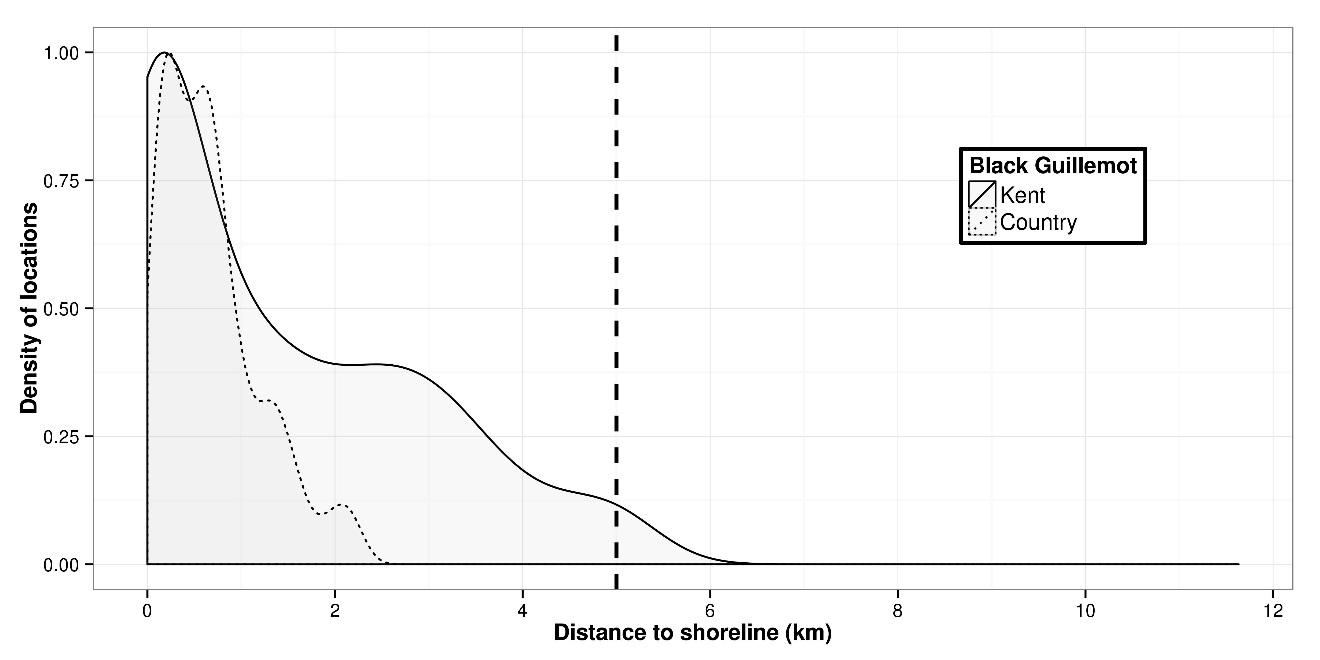 1.00
0.75
0.50
0.25
0.00
Density of locations
Black Guillemot
Kent
Country
0 2 4 6 8 10 12
Distance to shoreline (km)